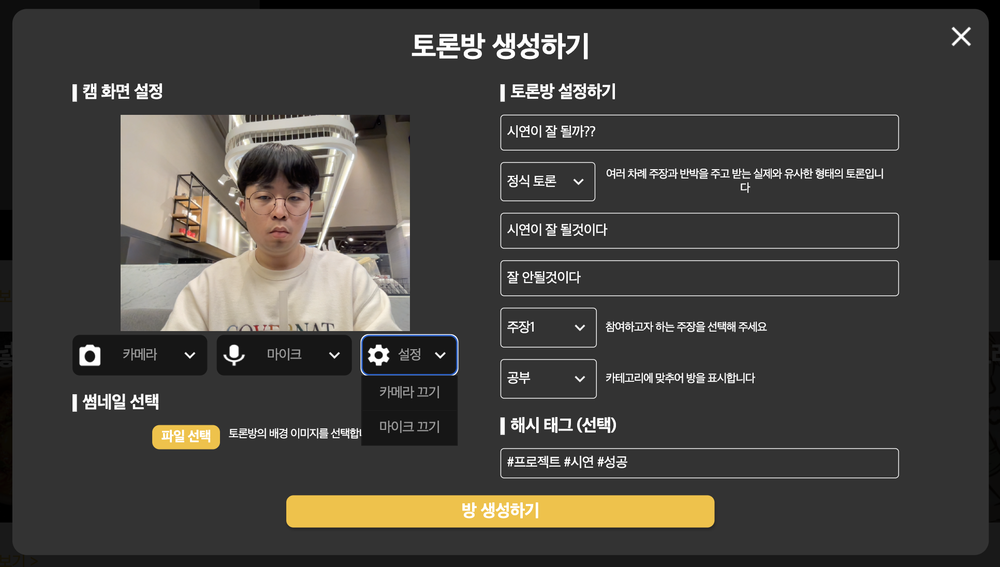 토론방 생성하기
캠 화면 설정
카메라
마이크
설정
카메라 끄기
마이크 끄기
썸네일 선택
파일 선택
토론방의 배경 이미지를 선택합
토론방 설정하기
시연이 잘 될까??
정식 토론
여러 차례 주장과 반박을 주고 받는 실제와 유사한 형태의 토론입니
다
시연이 잘 될것이다
잘 안될것이다
주장1
참여하고자 하는 주장을 선택해 주세요
공부
카테고리에 맞추어 방을 표시합니다
해시 태그 (선택)
#프로젝트 #시연 #성공
방 생성하기
보기 >